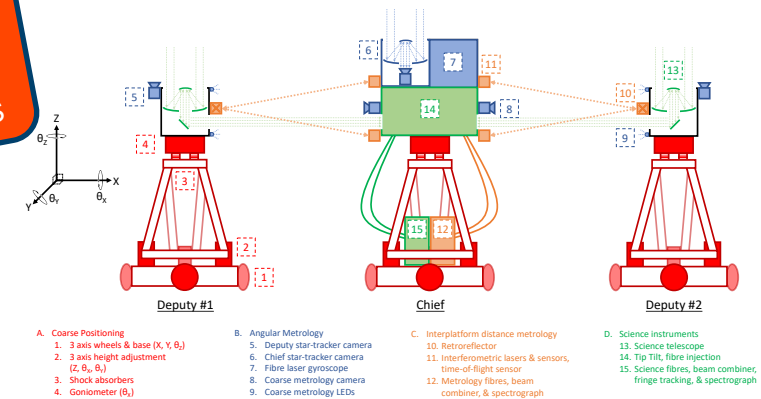 S
6
7
11
5
10
13
14
8
4
9
3
15
12
2
1
Z
θz
X
θx
Y
θY
Deputy #1
Chief
Deputy #2
A. Coarse Positioning
1. 3 axis wheels & base (X, Y, θz)
2. 3 axis height adjustment
(Z, θx, θY)
3. Shock absorbers
4. Goniometer (θx)
B. Angular Metrology
5. Deputy star-tracker camera
6. Chief star-tracker camera
7. Fibre laser gyroscope
8. Coarse metrology camera
9. Coarse metrology LEDs
C. Interplatform distance metrology
10. Retroreflector
11. Interferometric lasers & sensors,
time-of-flight sensor
12. Metrology fibres, beam
combiner, & spectrograph
D. Science instruments
13. Science telescope
14. Tip Tilt, fibre injection
15. Science fibres, beam combiner,
fringe tracking, & spectrograph